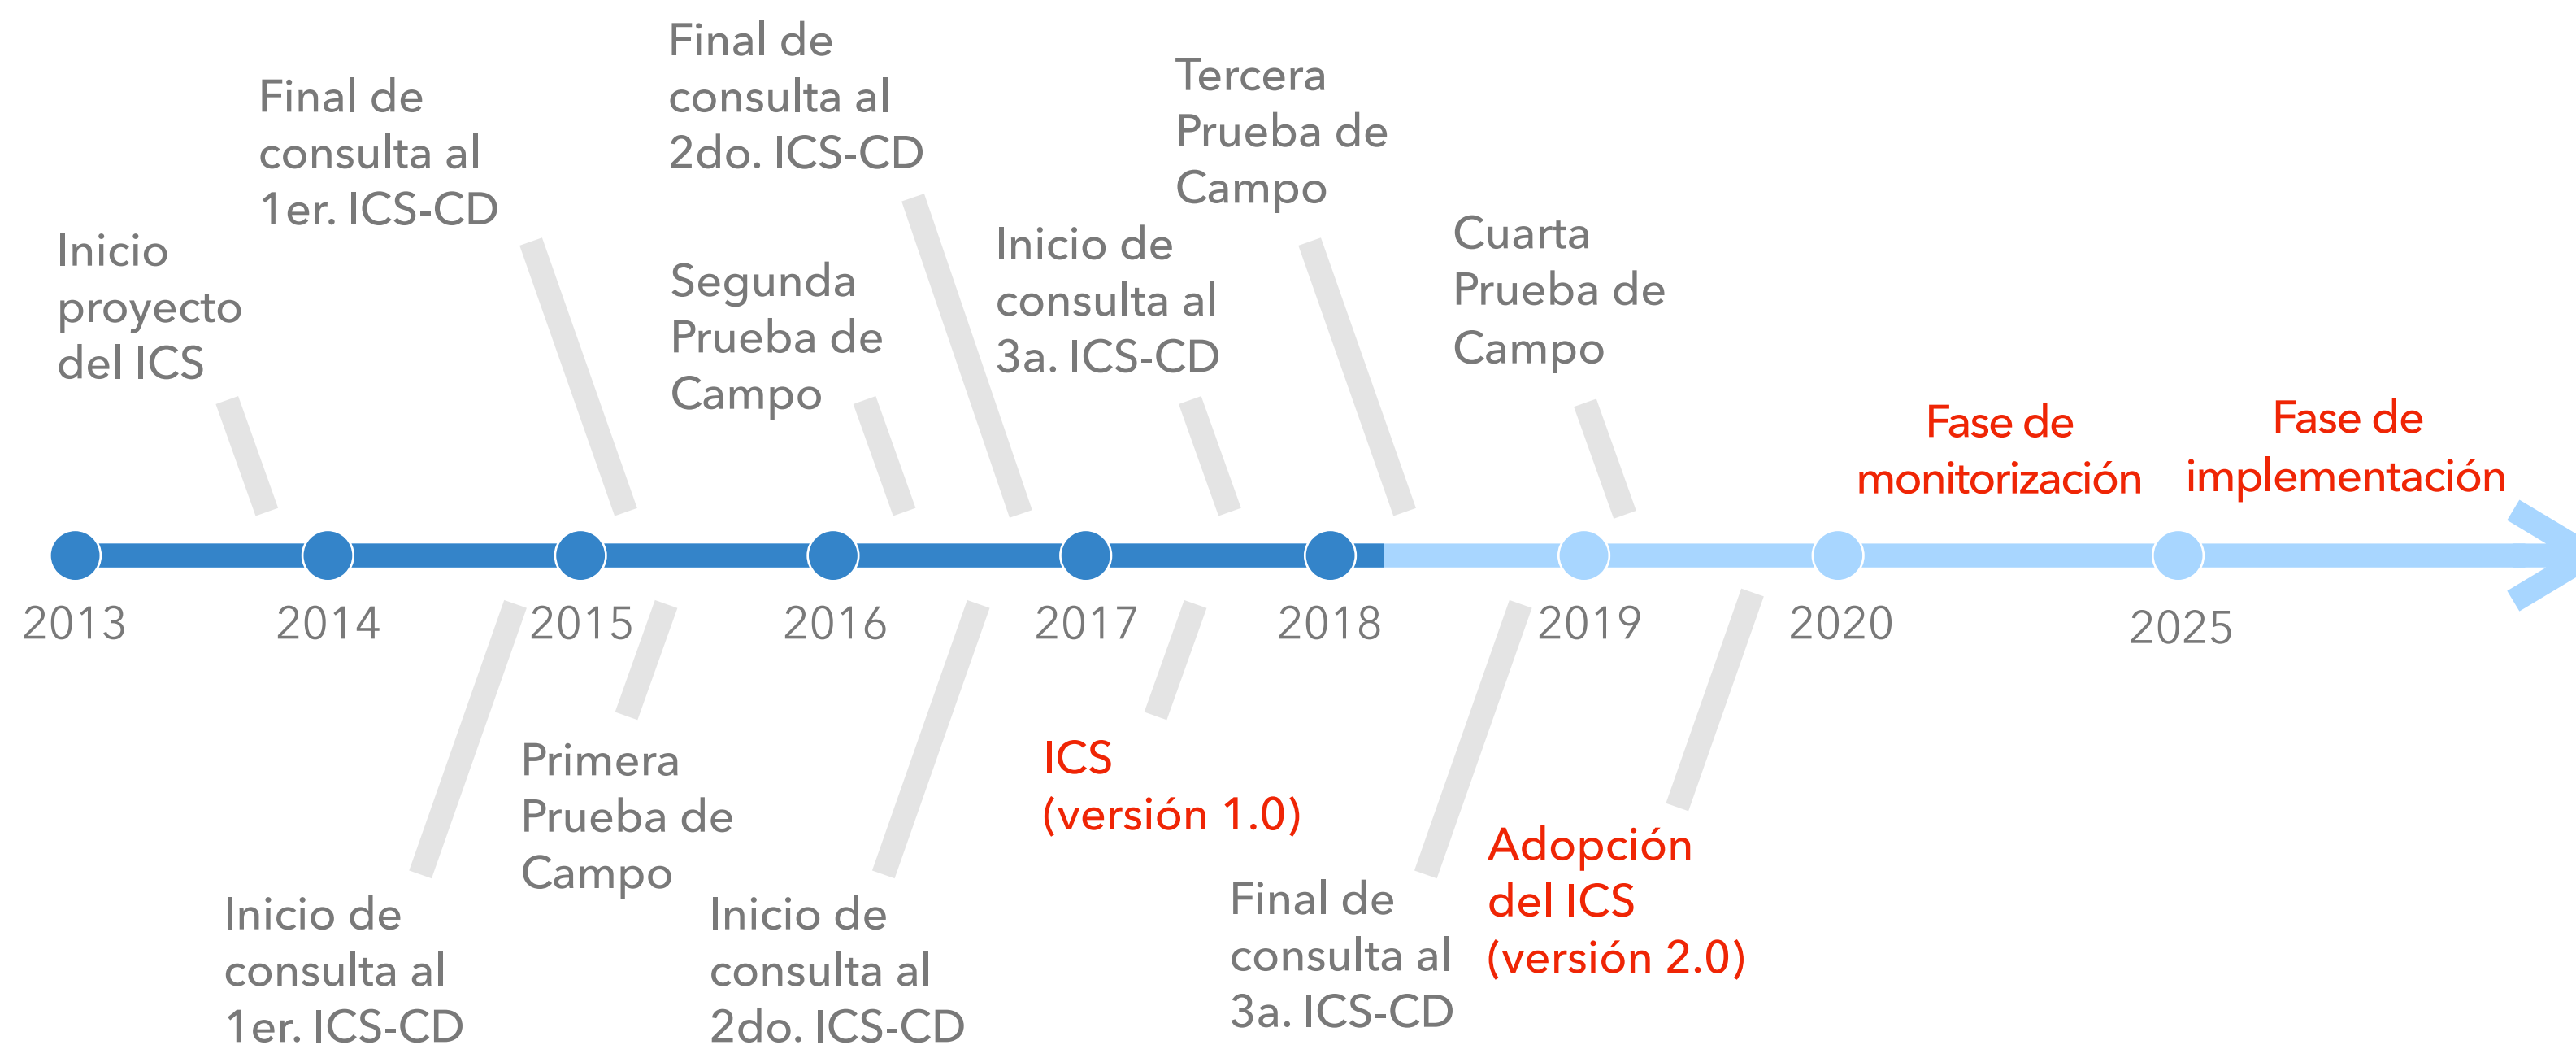 Inicio
proyecto
del ICS
Final de
consulta al
1er. ICS-CD
Final de
consulta al
2do. ICS-CD
Segunda
Prueba de
Campo
Inicio de
consulta al
3a. ICS-CD
Tercera
Prueba de
Campo
Cuarta
Prueba de
Campo
Fase de
monitorización
Fase de
implementación
2013
2014
2015
2016
2017
2018
2019
2020
2025
Inicio de
consulta al
1er. ICS-CD
Primera
Prueba de
Campo
Inicio de
consulta al
2do. ICS-CD
ICS
(versión 1.0)
Final de
consulta al
3a. ICS-CD
Adopción
del ICS
(versión 2.0)